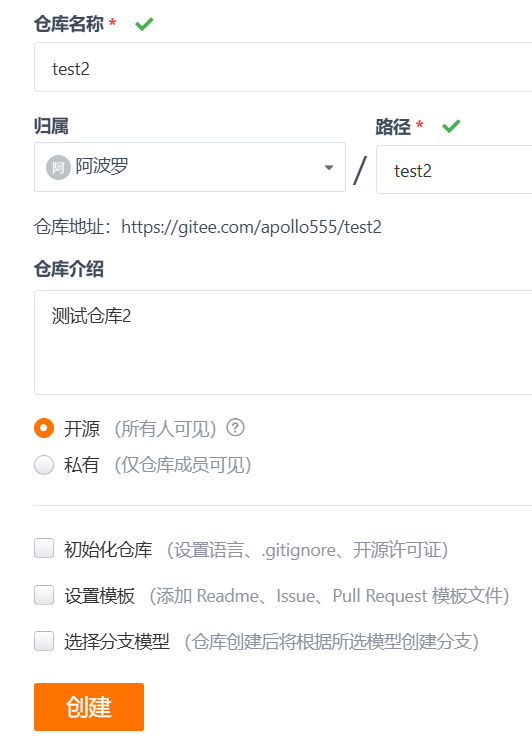 仓库名称 *
test2
归属
路径 *
阿 阿波罗 / test2
仓库地址：https://gitee.com/apollo555/test2
仓库介绍
测试仓库2
开源 （所有人可见） ?
私有 （仅仓库成员可见）
初始化仓库 （设置语言、.gitignore、开源许可证）
设置模板 （添加 Readme、Issue、Pull Request 模板文件）
选择分支模型 （仓库创建后将根据所选模型创建分支）
创建